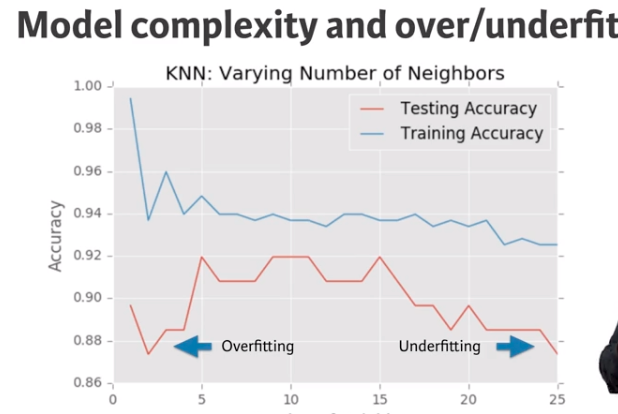 Model complexity and over/underfit
KNN: Varying Number of Neighbors
1.00
0.98
0.96
0.94
0.92
0.90
0.88
0.86
Accuracy
Testing Accuracy
Training Accuracy
Overfitting
Underfitting
0
5
10
15
20
25